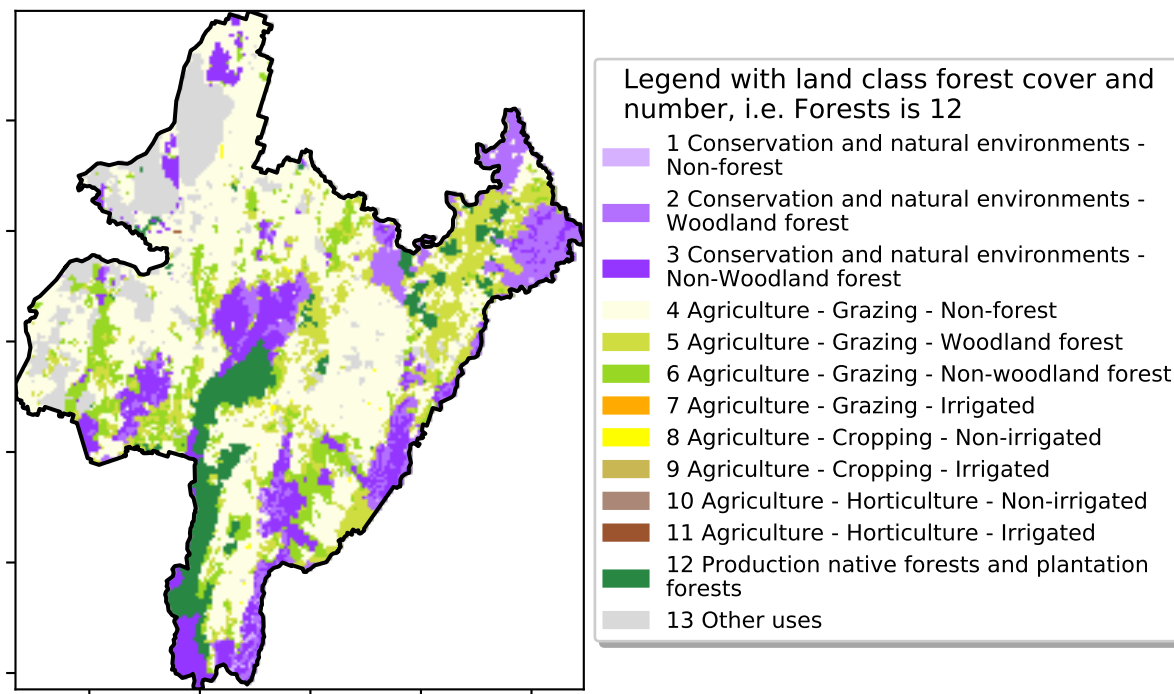 Legend with land class forest cover and
number, i.e. Forests is 12
1 Conservation and natural environments -
Non-forest
2 Conservation and natural environments -
Woodland forest
3 Conservation and natural environments -
Non-Woodland forest
4 Agriculture - Grazing - Non-forest
5 Agriculture - Grazing - Woodland forest
6 Agriculture - Grazing - Non-woodland forest
7 Agriculture - Grazing - Irrigated
8 Agriculture - Cropping - Non-irrigated
9 Agriculture - Cropping - Irrigated
10 Agriculture - Horticulture - Non-irrigated
11 Agriculture - Horticulture - Irrigated
12 Production native forests and plantation
forests
13 Other uses